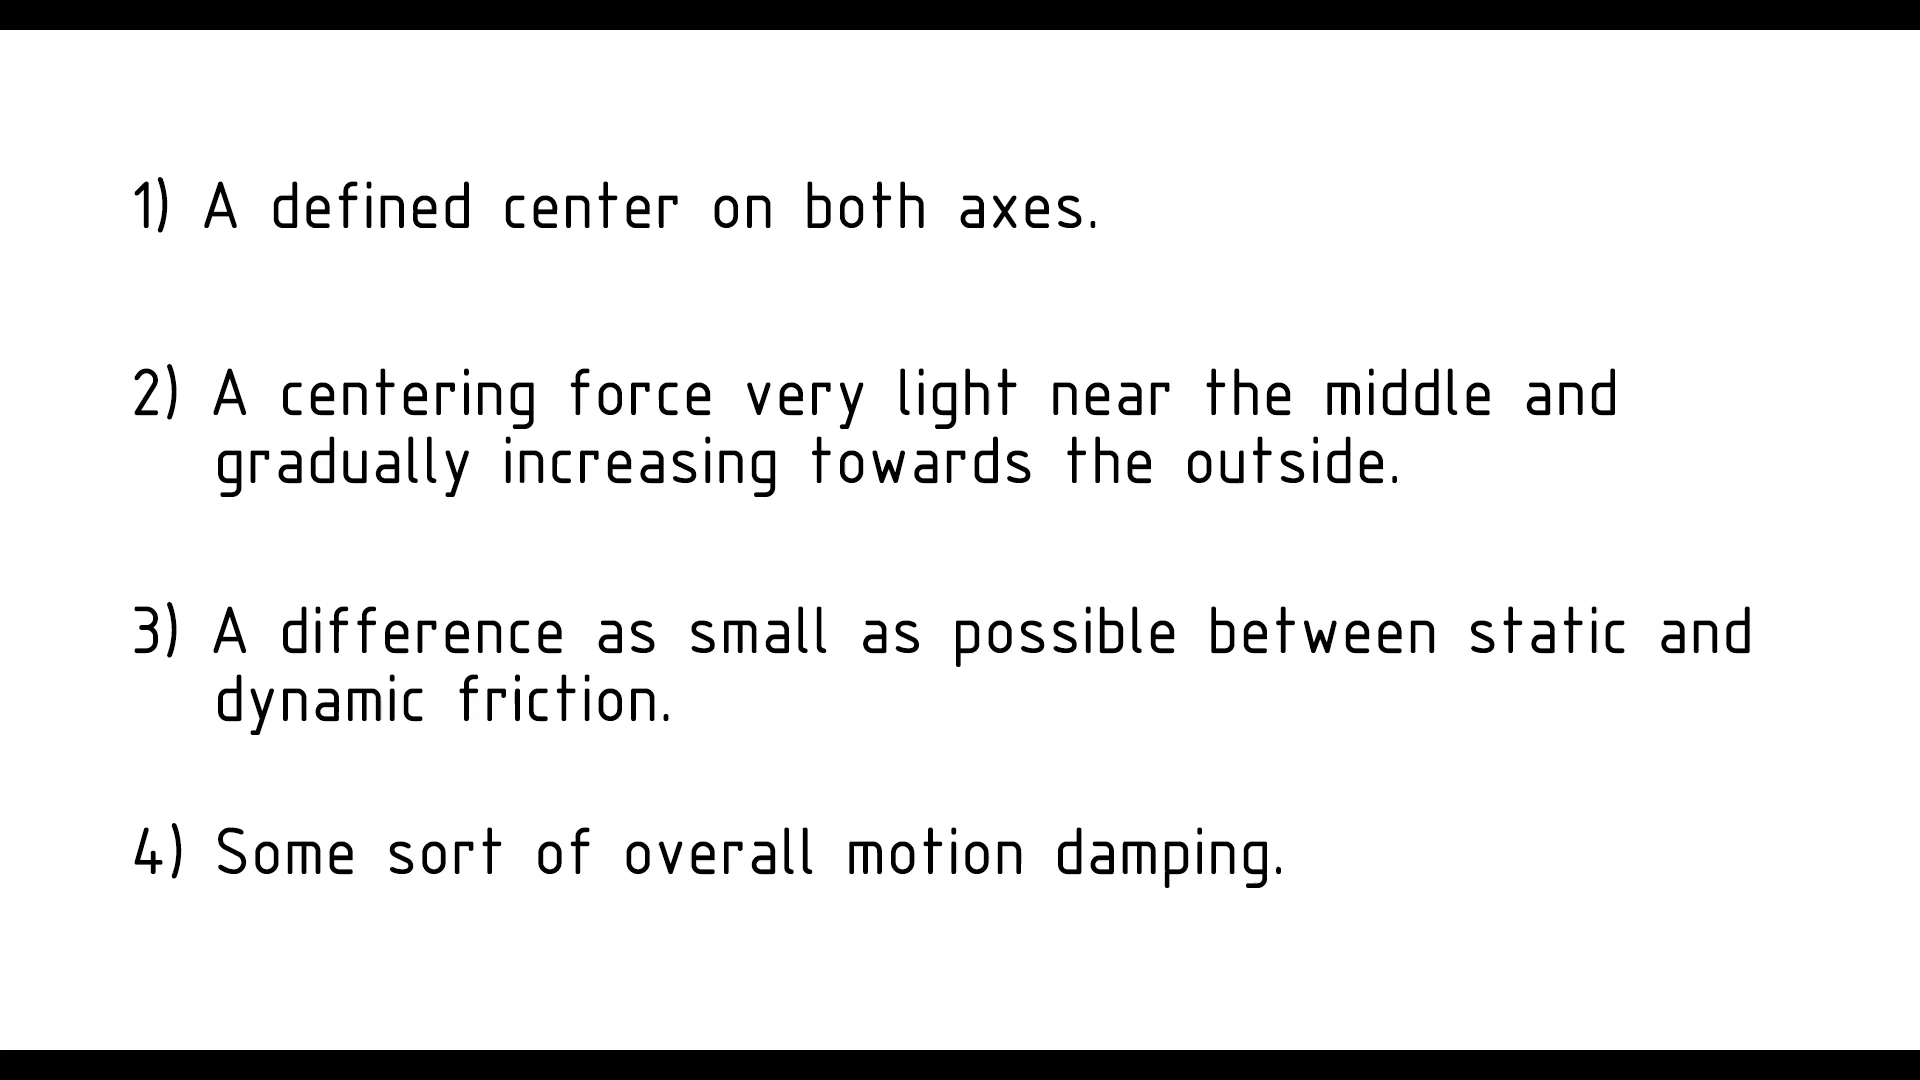 1) A defined center on both axes.
2) A centering force very light near the middle and
gradually increasing towards the outside.
3) A difference as small as possible between static and
dynamic friction.
4) Some sort of overall motion damping.